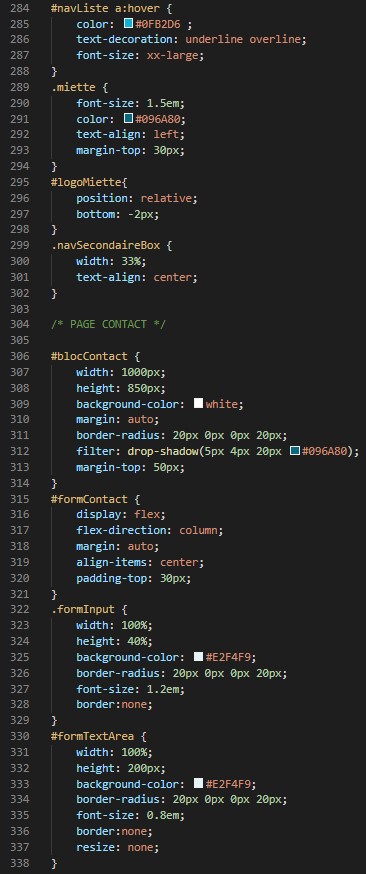 284 #navListe a:hover {
285 color: #0FB2D6 ;
286 text-decoration: underline overline;
287 font-size: xx-large;
288 }
289 .miette {
290 font-size: 1.5em;
291 color: #096A80;
292 text-align: left;
293 margin-top: 30px;
294 }
295 #logoMiette{
296 position: relative;
297 bottom: -2px;
298 }
299 .navSecondaireBox {
300 width: 33%;
301 text-align: center;
302 }
303
304 /* PAGE CONTACT */
305
306 #blocContact {
307 width: 1000px;
308 height: 850px;
309 background-color: white;
310 margin: auto;
311 border-radius: 20px 0px 0px 20px;
312 filter: drop-shadow(5px 4px 20px #096A80);
313 margin-top: 50px;
314 }
315 #formContact {
316 display: flex;
317 flex-direction: column;
318 margin: auto;
319 align-items: center;
320 padding-top: 30px;
321 }
322 .formInput {
323 width: 100%;
324 height: 40%;
325 background-color: #E2F4F9;
326 border-radius: 20px 0px 0px 20px;
327 font-size: 1.2em;
328 border:none;
329 }
330 #formTextArea {
331 width: 100%;
332 height: 200px;
333 background-color: #E2F4F9;
334 border-radius: 20px 0px 0px 20px;
335 font-size: 0.8em;
336 border:none;
337 resize: none;
338 }